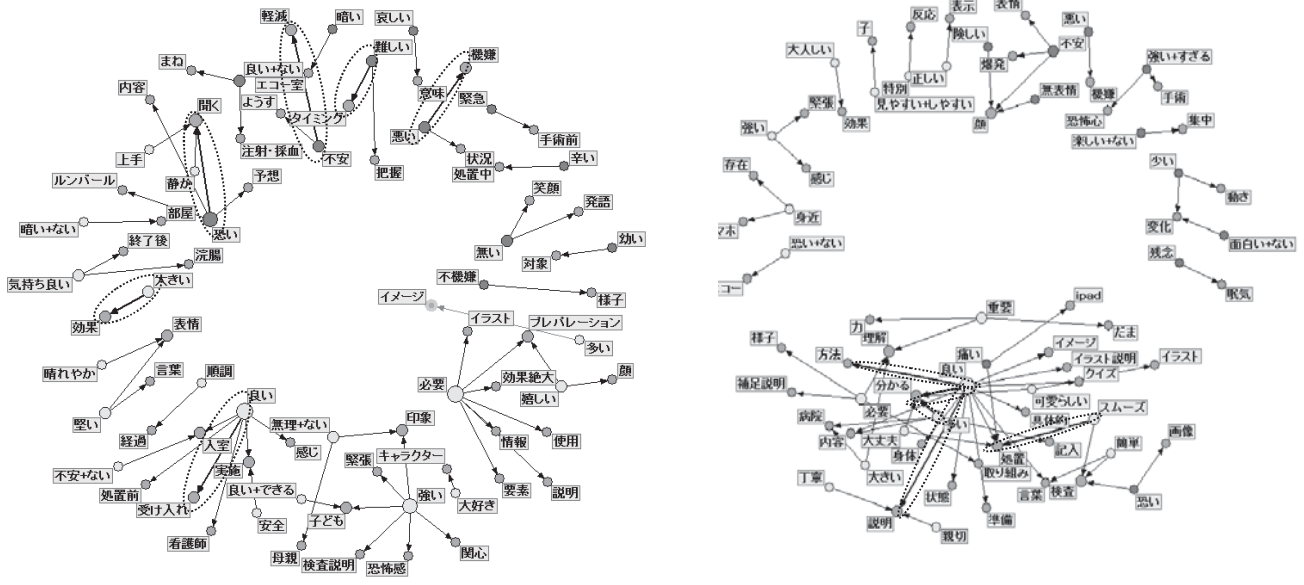 軽減
暗い
哀しい
難しい
機嫌
まね
良い+ない
エコー室
内容
ようす
意味
緊急
聞く
タイミング
悪い
手術前
上手
注射・採血
不安
状況
把握
処置中
辛い
ルンバール
静か
予想
笑顔
発語
部屋
暗い+ない
恐い
無い
幼い
終了後
対象
浣腸
気持ち良い
大きい
不機嫌
様子
効果
イメージ
イラスト
プレパレーション
表情
多い
晴れやか
言葉
順調
良い
必要
効果絶大
顔
嬉しい
堅い
無理+ない
印象
経過
入室
感じ
情報
使用
緊張
キャラクター
不安+ない
実施
処置前
良い+できる
強い
要素
説明
受け入れ
大好き
安全
子ども
看護師
母親
検査説明
恐怖感
関心
反応
表示
表情
子
険しい
悪い
不安
大人しい
爆発
強い+すぎる
特別
正しい
機嫌
手術
見やすい+しやすい
無表情
緊張
効果
顔
恐怖心
集中
強い
楽しい+ない
存在
感じ
少い
動き
マホ
身近
変化
恐い+ない
面白い+ない
残念
コー
眠気
重要
ipad
力
だま
様子
理解
方法
痛い
イメージ
良い
イラスト説明
イラスト
クイズ
補足説明
分かる
可愛らしい
必要
スムーズ
病院
多い
具体的
内容
大丈夫
記入
画像
身体
処置
簡単
大きい
取り組み
丁寧
状態
言葉
検査
恐い
説明
準備
親切